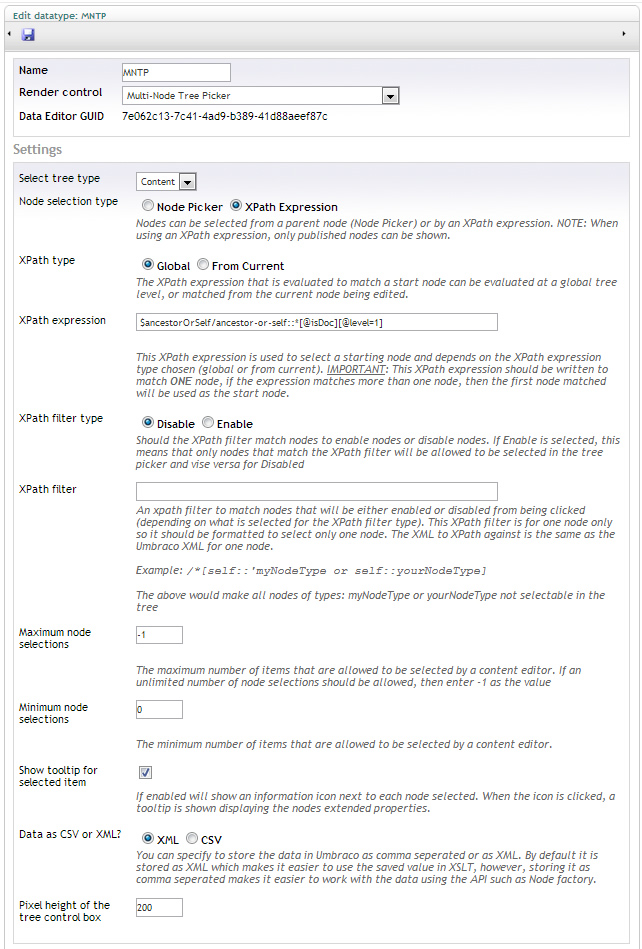 Edit datatype: MNTP
Name
MNTP
Render control
Multi-Node Tree Picker
Data Editor GUID
7e062c13-7c41-4ad9-b389-41d88aeef87c
Settings
Select tree type
Content
Node selection type
Node Picker XPath Expression
Nodes can be selected from a parent node (Node Picker) or by an XPath expression. NOTE: When
using an XPath expression, only published nodes can be shown.
XPath type
Global From Current
The XPath expression that is evaluated to match a start node can be evaluated at a global tree
level, or matched from the current node being edited.
XPath expression
$ancestorOrSelf/ancestor-or-self::*[@isDoc][@level=1]
This XPath expression is used to select a starting node and depends on the XPath expression
type chosen (global or from current). IMPORTANT: This XPath expression should be written to
match ONE node, if the expression matches more than one node, then the first node matched
will be used as the start node.
XPath filter type
Disable Enable
Should the XPath filter match nodes to enable nodes or disable nodes. If Enable is selected, this
means that only nodes that match the XPath filter will be allowed to be selected in the tree
picker and vise versa for Disabled
XPath filter
An xpath filter to match nodes that will be either enabled or disabled from being clicked
(depending on what is selected for the XPath filter type). This XPath filter is for one node only
so it should be formatted to select only one node. The XML to XPath against is the same as the
Umbraco XML for one node.
Example: /*[self::'myNodeType or self::yourNodeType]
The above would make all nodes of types: myNodeType or yourNodeType not selectable in the
tree
Maximum node
selections
-1
The maximum number of items that are allowed to be selected by a content editor. If an
unlimited number of node selections should be allowed, then enter -1 as the value
Minimum node
selections
0
The minimum number of items that are allowed to be selected by a content editor.
Show tooltip for
selected item
If enabled will show an information icon next to each node selected. When the icon is clicked, a
tooltip is shown displaying the nodes extended properties.
Data as CSV or XML?
XML CSV
You can specify to store the data in Umbraco as comma seperated or as XML. By default it is
stored as XML which makes it easier to use the saved value in XSLT, however, storing it as
comma seperated makes it easier to work with the data using the API such as Node factory.
Pixel height of the
tree control box
200